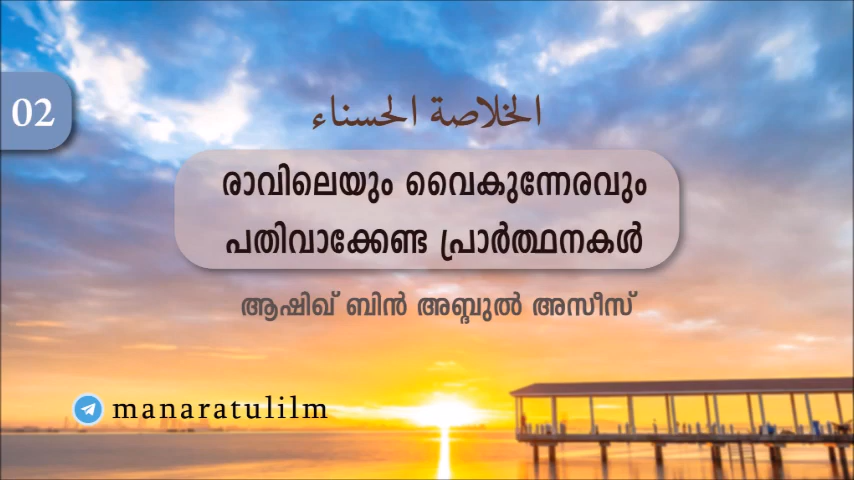 02
الخلاصة الحسناء
രാവിലെയും വൈകുന്നേരവും
പതിവാക്കേണ്ട പ്രാർത്ഥനകൾ
ആഷിഖ് ബിൻ അബ്ദുൽ അസീസ്
manaratulilm